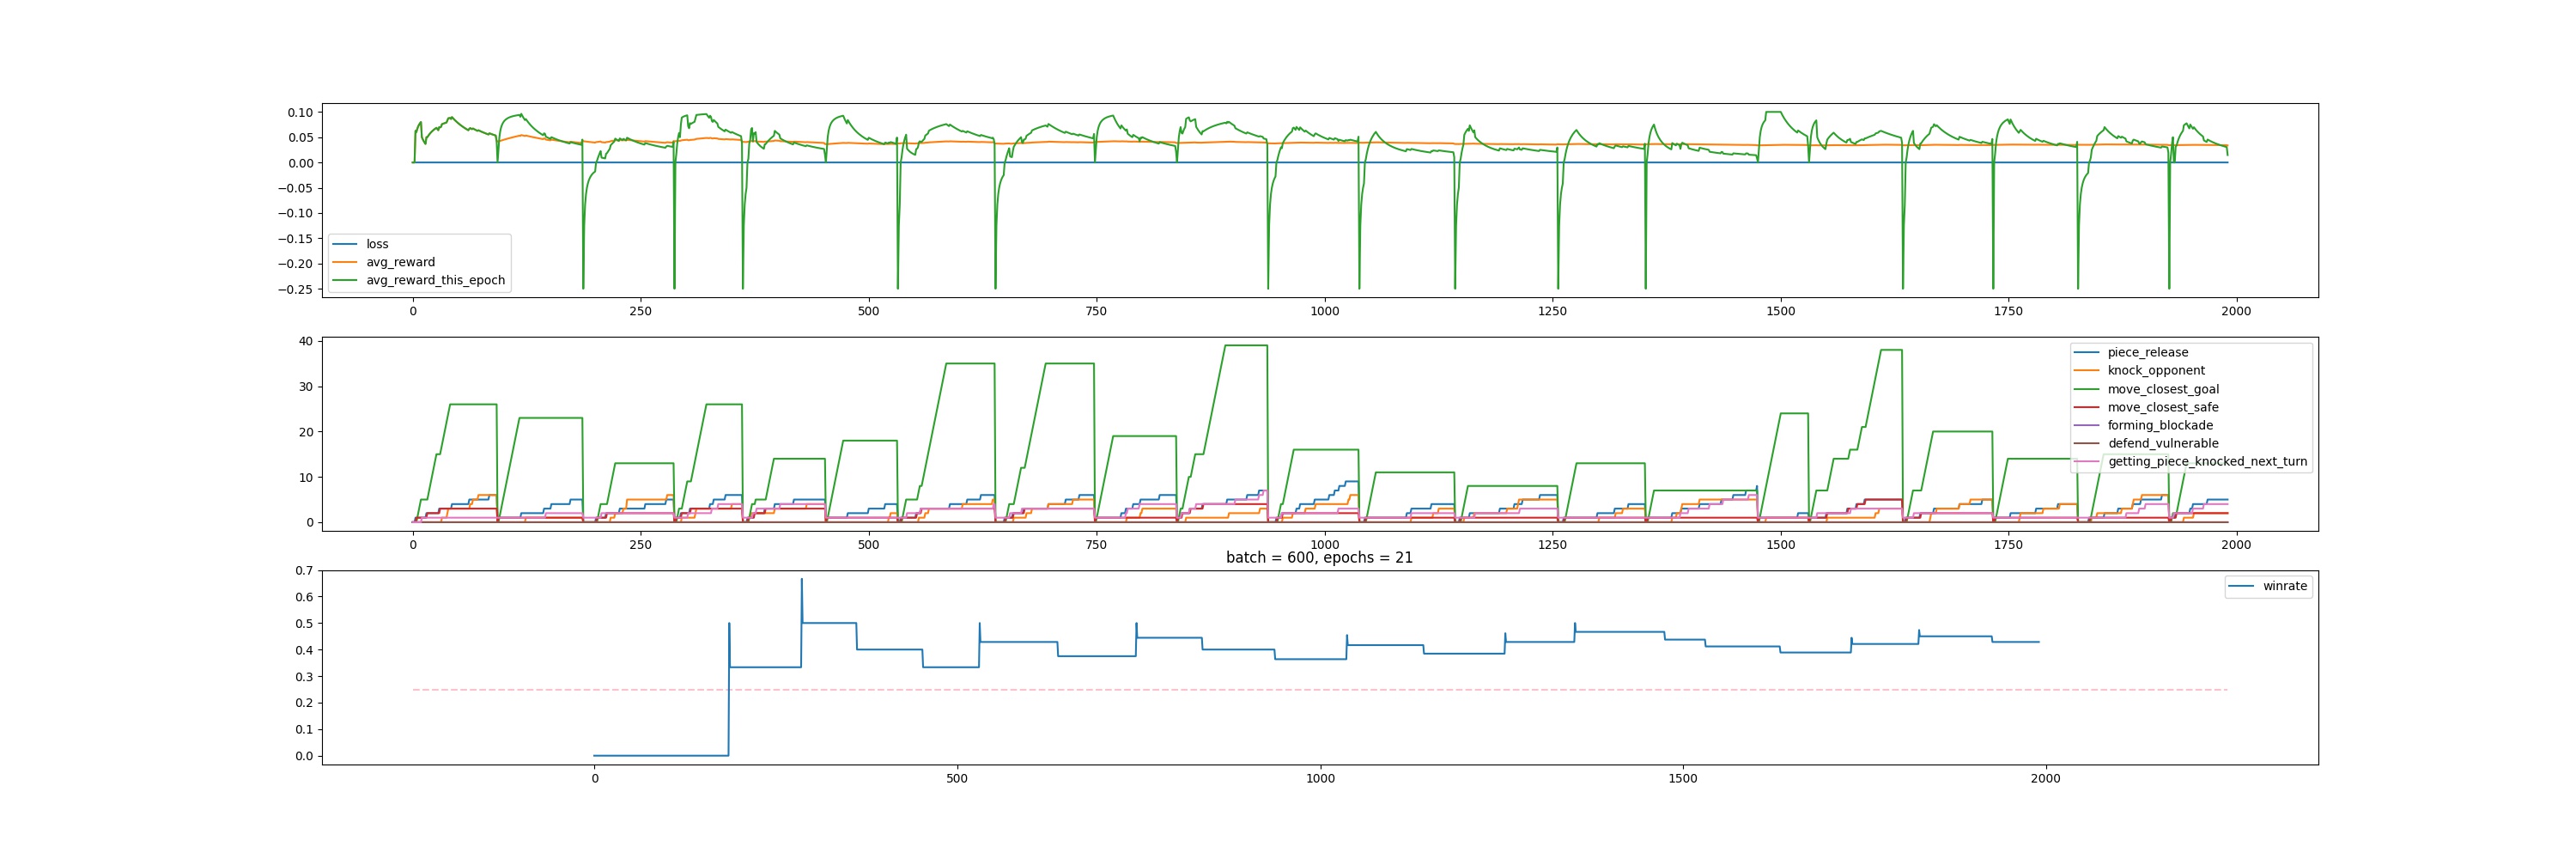 0.10
0.05
0.00
−0.05
−0.10
−0.15
−0.20
−0.25
loss
avg_reward
avg_reward_this_epoch
0 250 500 750 1000 1250 1500 1750 2000
40
30
20
10
0
piece_release
knock_opponent
move_closest_goal
move_closest_safe
forming_blockade
defend_vulnerable
getting_piece_knocked_next_turn
0 250 500 750 1000 1250 1500 1750 2000
batch = 600, epochs = 21
0.7
0.6
0.5
0.4
0.3
0.2
0.1
0.0
winrate
0 500 1000 1500 2000